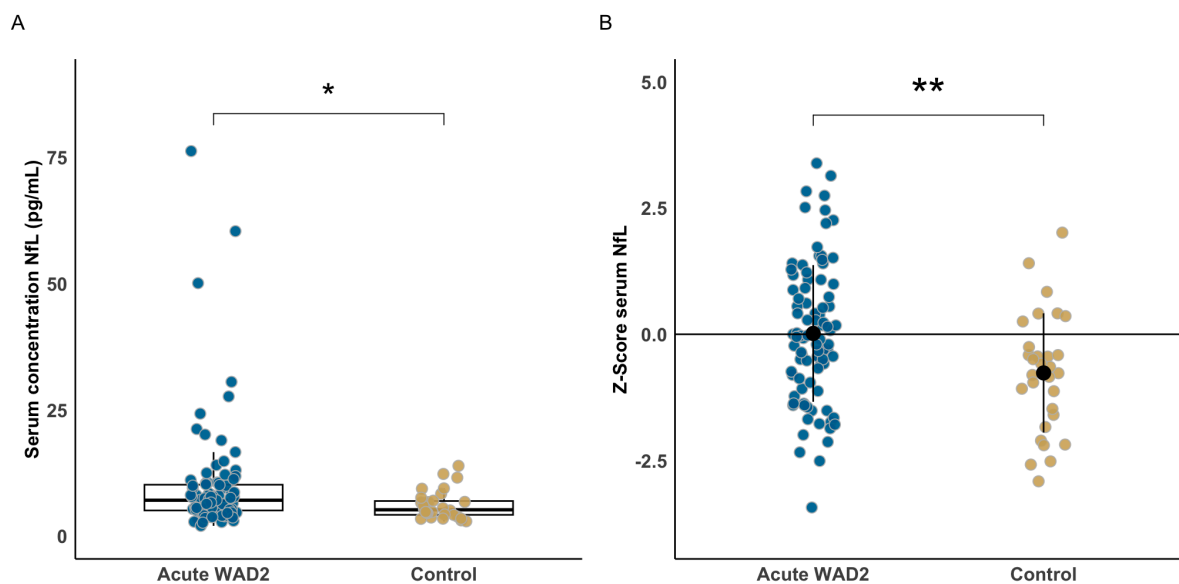 A
B
*
**
Serum concentration NfL (pg/mL)
75
50
25
0
Acute WAD2
Control
Z-Score serum NfL
5.0
2.5
0.0
-2.5
Acute WAD2
Control